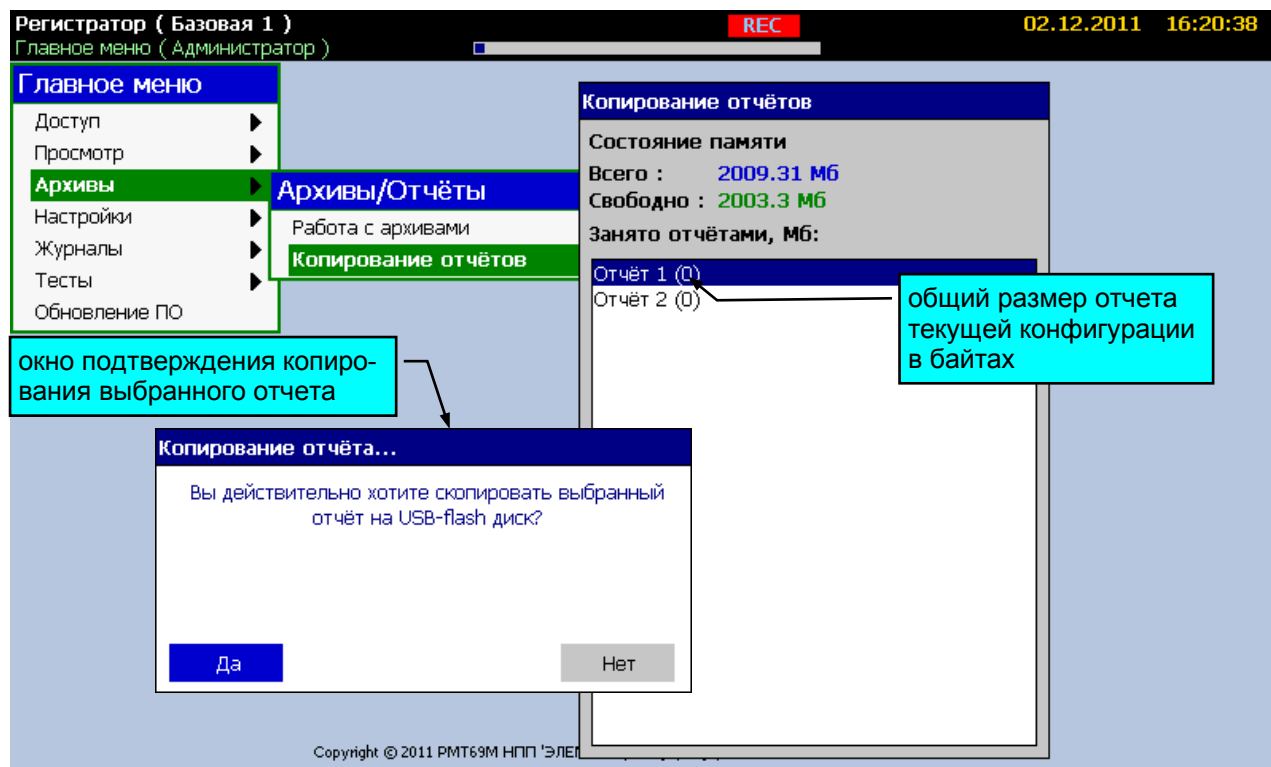 Регистратор ( Базовая 1 )
REC
02.12.2011 16:20:38
Главное меню ( Администратор )
Главное меню
Доступ
Просмотр
Архивы
Настройки
Журналы
Тесты
Обновление ПО
Архивы/Отчёты
Работа с архивами
Копирование отчётов
Копирование отчётов
Состояние памяти
Всего : 2009.31 Мб
Свободно : 2003.3 Мб
Занято отчётами, Мб:
Отчёт 1 (0)
Отчёт 2 (0)
общий размер отчета
текущей конфигурации
в байтах
окно подтверждения копиро-
вания выбранного отчета
Копирование отчёта...
Вы действительно хотите скопировать выбранный
отчёт на USB-flash диск?
Да
Нет
Copyright © 2011 РМТ69М НПП 'ЭЛЕ